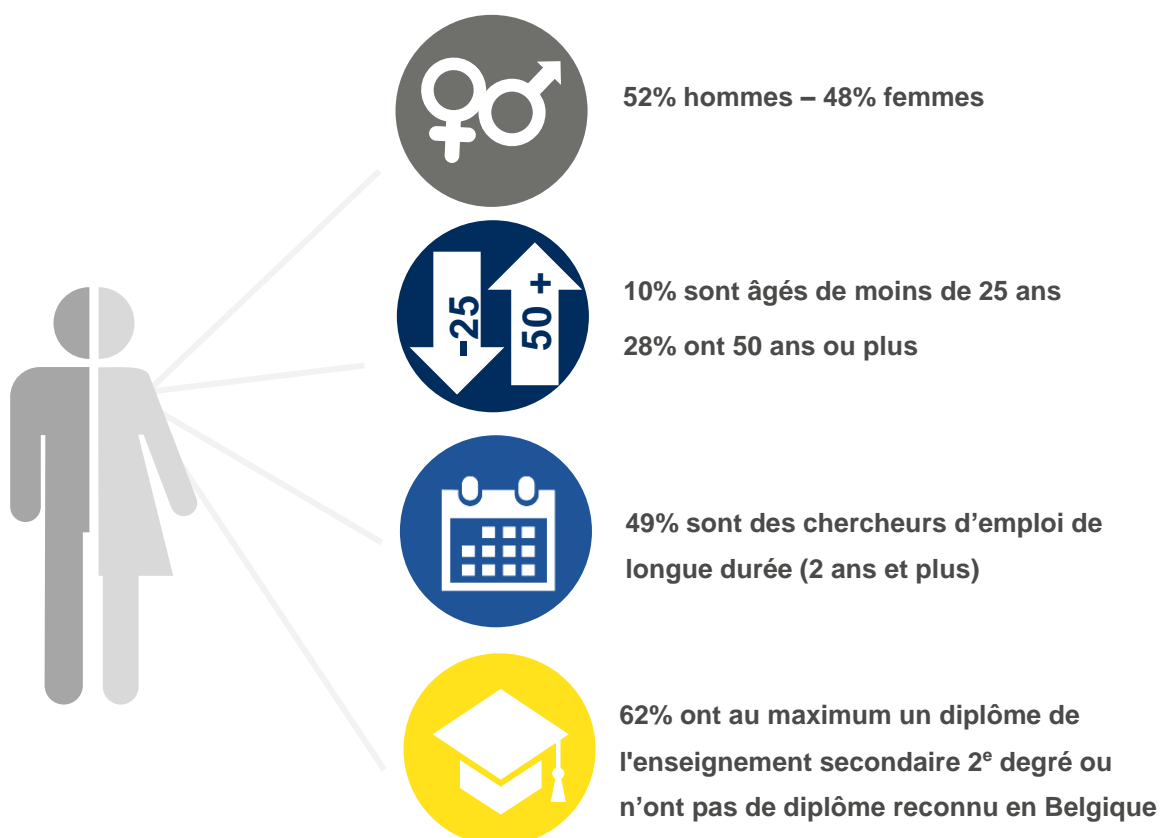 52% hommes – 48% femmes
-25
50 +
10% sont âgés de moins de 25 ans
28% ont 50 ans ou plus
49% sont des chercheurs d’emploi de
longue durée (2 ans et plus)
62% ont au maximum un diplôme de
l'enseignement secondaire 2e degré ou
n’ont pas de diplôme reconnu en Belgique